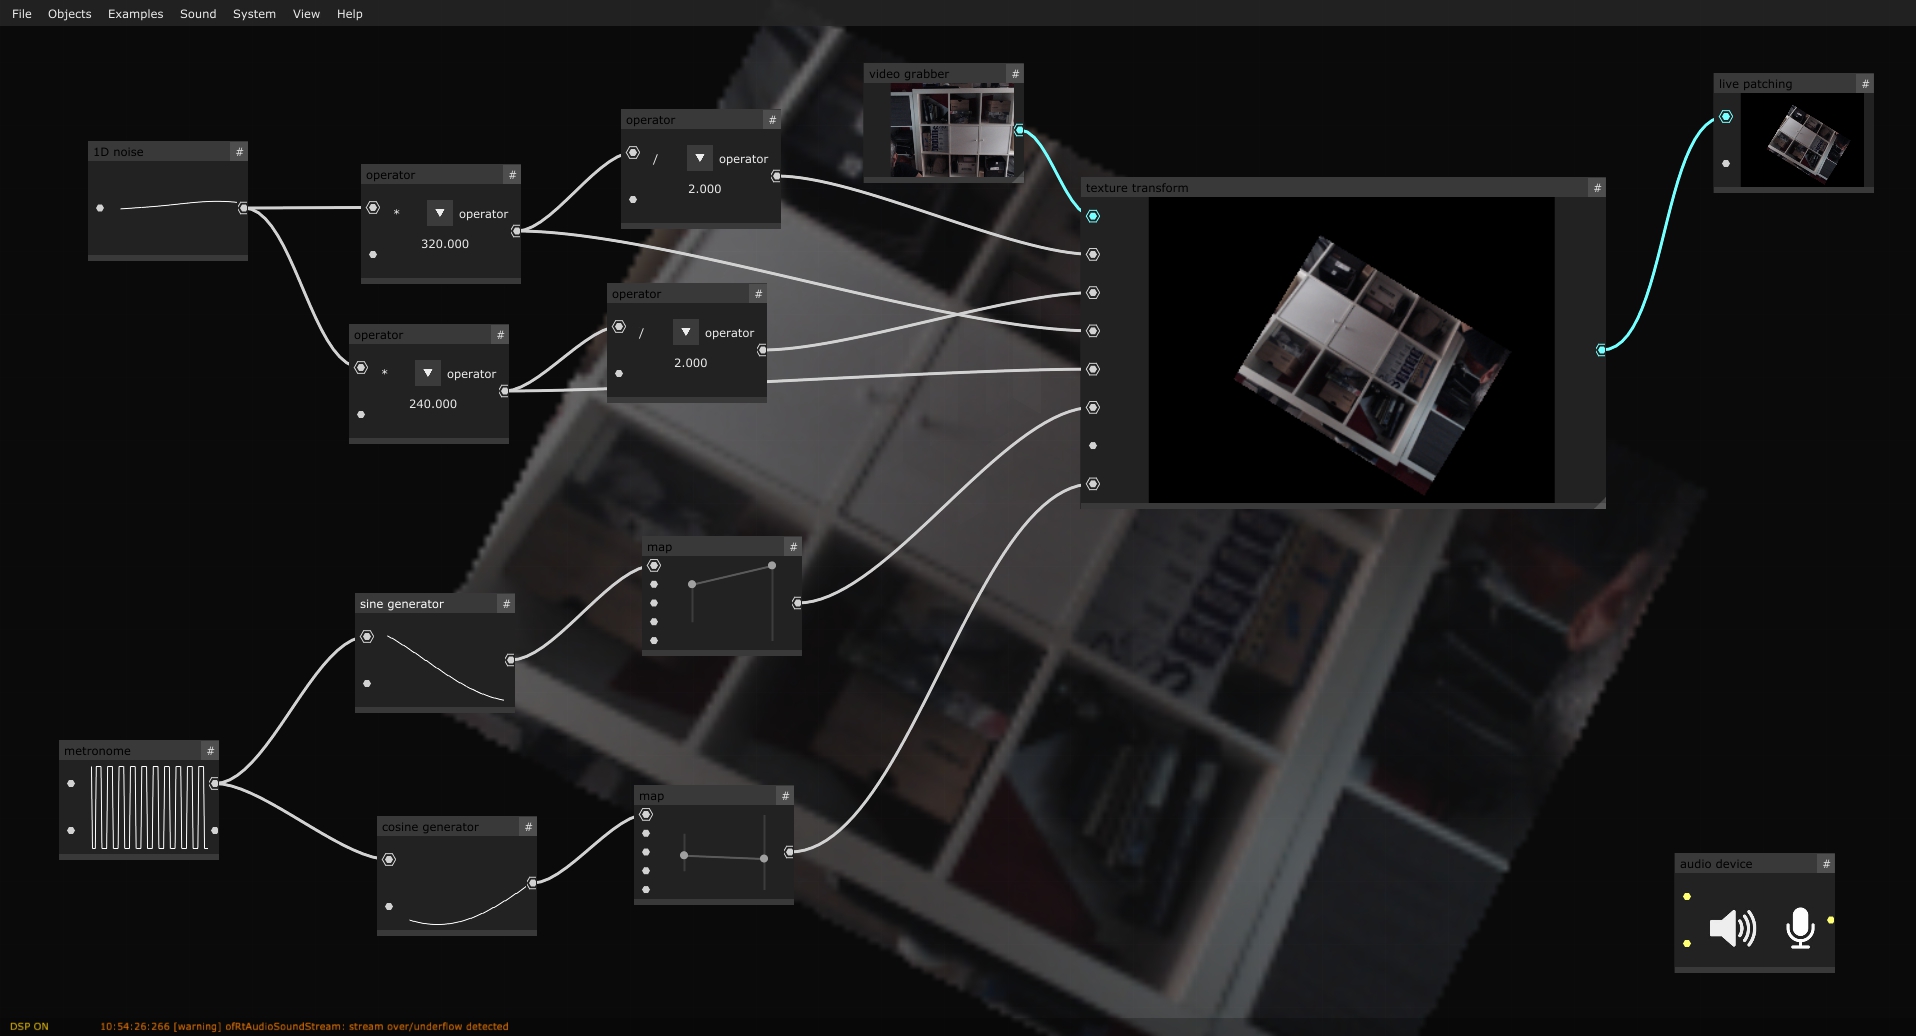 File Objects Examples Sound System View Help
video grabber #
live patching #
operator #
/ ▼ operator
2.000
1D noise #
operator #
* ▼ operator
320.000
texture transform #
operator #
/ ▼ operator
2.000
operator #
* ▼ operator
240.000
map #
sine generator #
metronome #
map #
cosine generator #
audio device #
DSP ON 10:54:26:266 [warning] ofRtAudioSoundStream: stream over/underflow detected